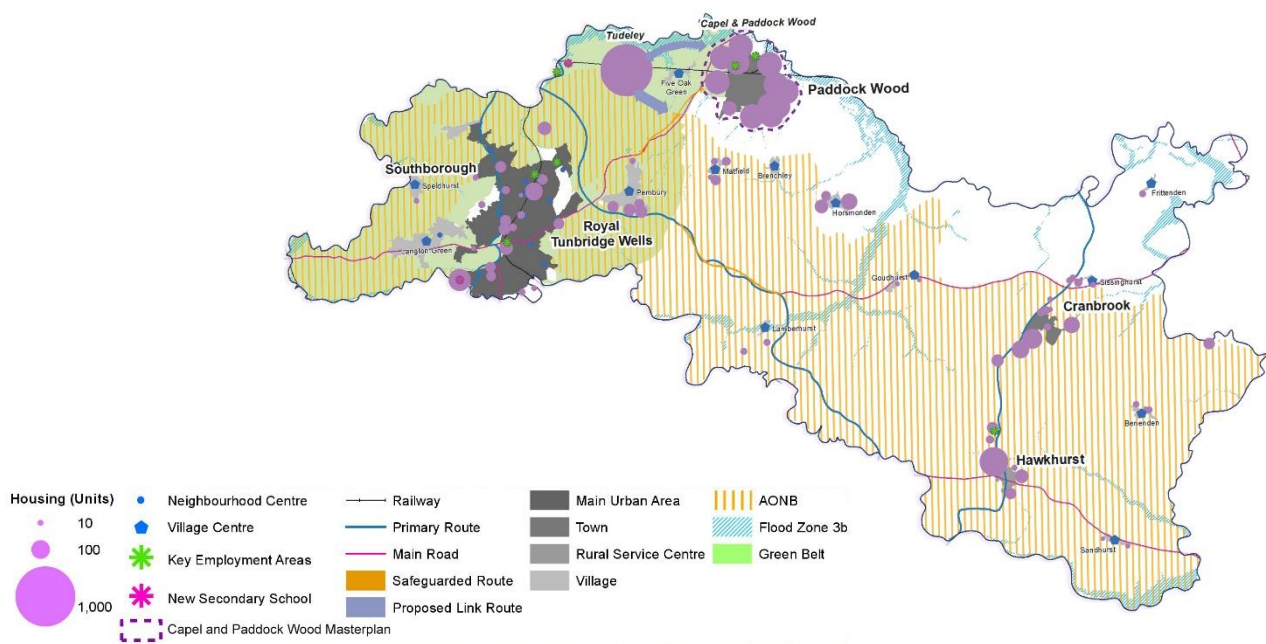 Capel & Paddock Wood
Tudeley
Five Oak
Green
Paddock Wood
Southborough
Speldhurst
Matfield
Brenchley
Frittenden
Pembury
Horsmonden
Royal
Tunbridge Wells
Langton Green
Goudhurst
Sissinghurst
Cranbrook
Lamberhurst
Benenden
Hawkhurst
Sandhurst
Housing (Units)
10
100
1,000
Neighbourhood Centre
Village Centre
Key Employment Areas
New Secondary School
Capel and Paddock Wood Masterplan
Railway
Primary Route
Main Road
Safeguarded Route
Proposed Link Route
Main Urban Area
Town
Rural Service Centre
Village
AONB
Flood Zone 3b
Green Belt